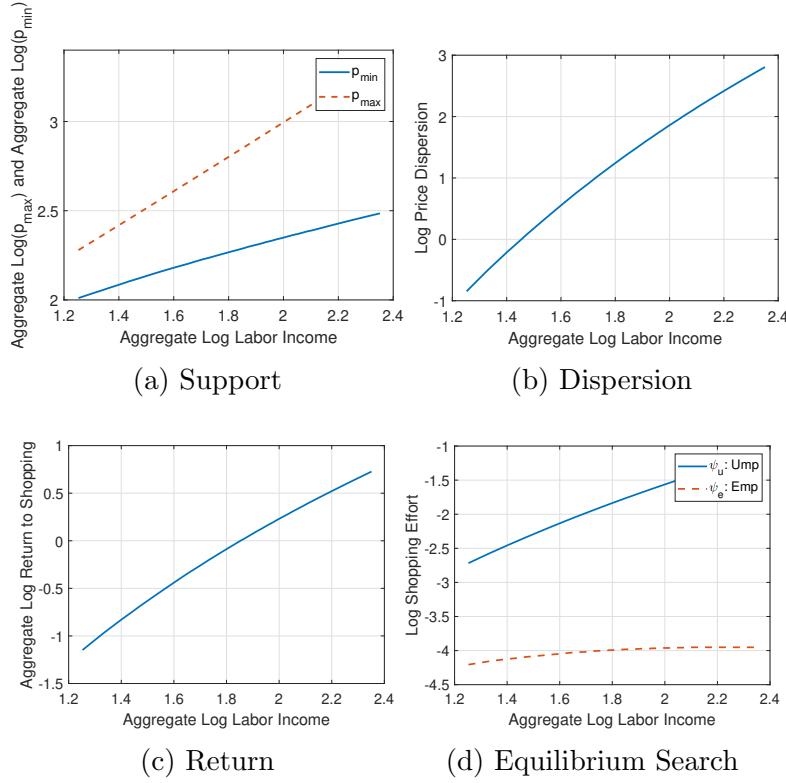 Aggregate Log(p_max) and Aggregate Log(p_min)
3
2.5
2
p_min
p_max
1.2 1.4 1.6 1.8 2 2.2 2.4
Aggregate Log Labor Income
(a) Support
Log Price Dispersion
3
2
1
0
-1
1.2 1.4 1.6 1.8 2 2.2 2.4
Aggregate Log Labor Income
(b) Dispersion
Aggregate Log Return to Shopping
1
0.5
0
-0.5
-1
-1.5
1.2 1.4 1.6 1.8 2 2.2 2.4
Aggregate Log Labor Income
(c) Return
Log Shopping Effort
-1
-1.5
-2
-2.5
-3
-3.5
-4
-4.5
ψ_u: Ump
ψ_e: Emp
1.2 1.4 1.6 1.8 2 2.2 2.4
Aggregate Log Labor Income
(d) Equilibrium Search